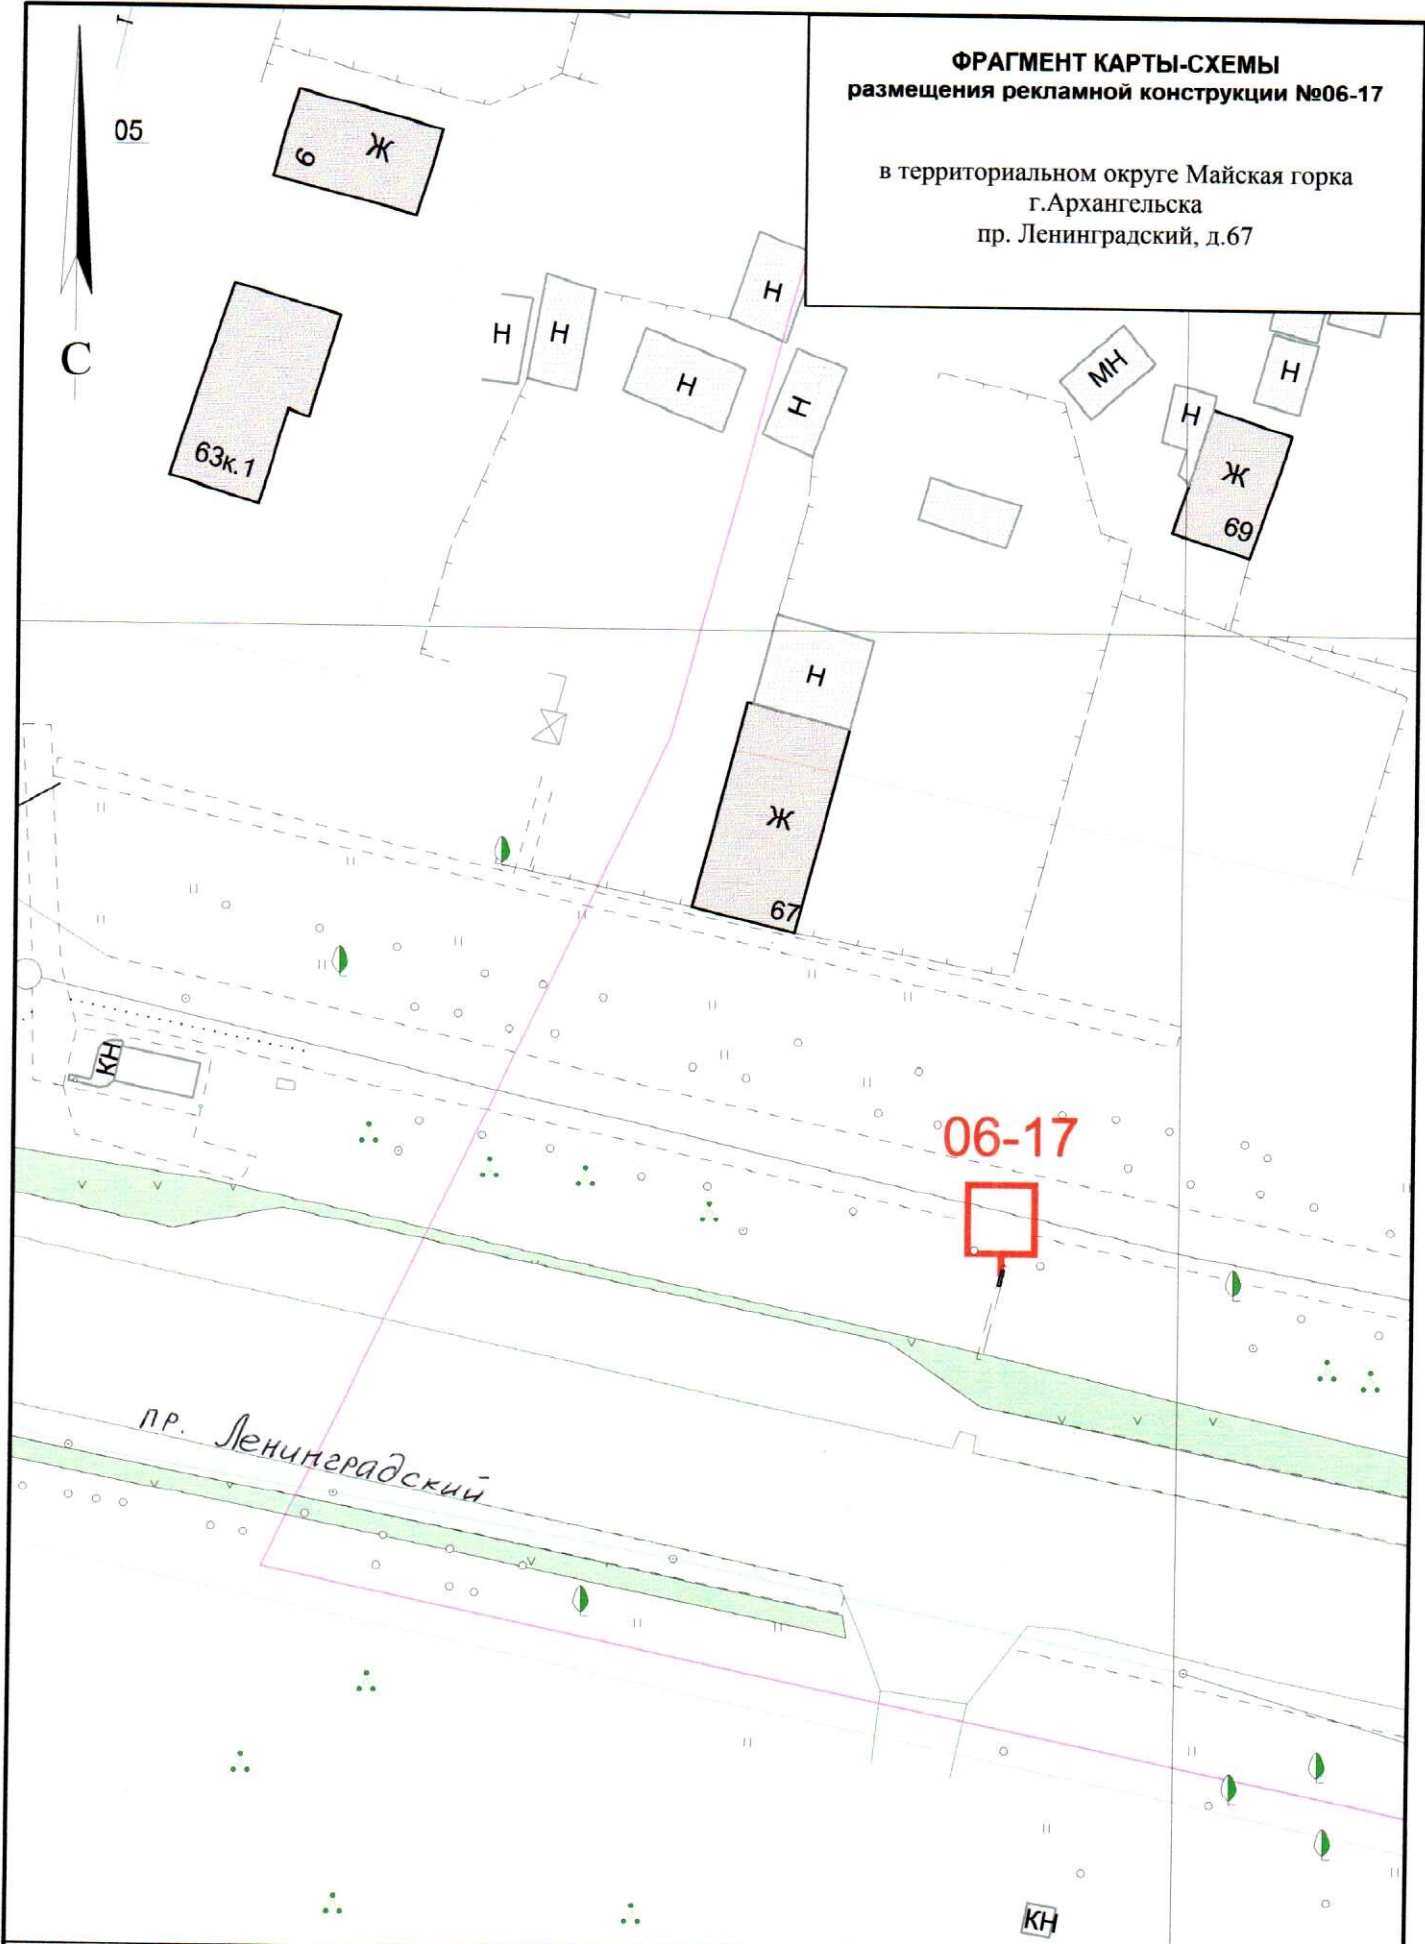 ФРАГМЕНТ КАРТЫ-СХЕМЫ
размещения рекламной конструкции №06-17
в территориальном округе Майская горка
г.Архангельска
пр. Ленинградский, д.67
05
С
6 Ж
63к.1
Н
Н
Н
Н
Н
МН
Н
Н
Ж
69
Н
Ж
67
КН
06-17
пр. Ленинградский
КН